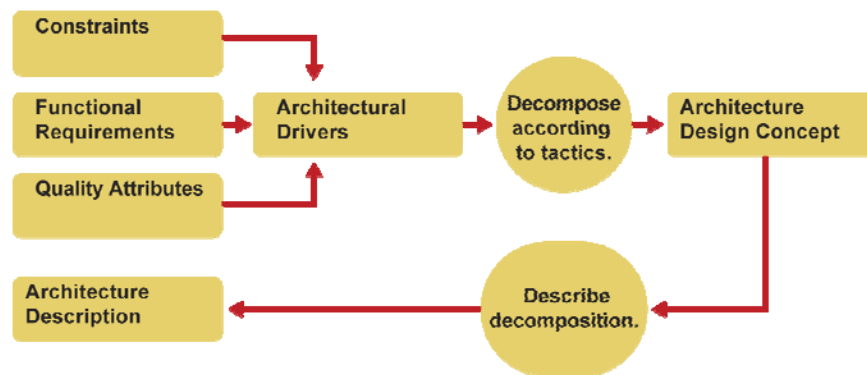 Constraints
Functional
Requirements
Quality Attributes
Architectural
Drivers
Decompose
according
to tactics.
Architecture
Design Concept
Describe
decomposition.
Architecture
Description